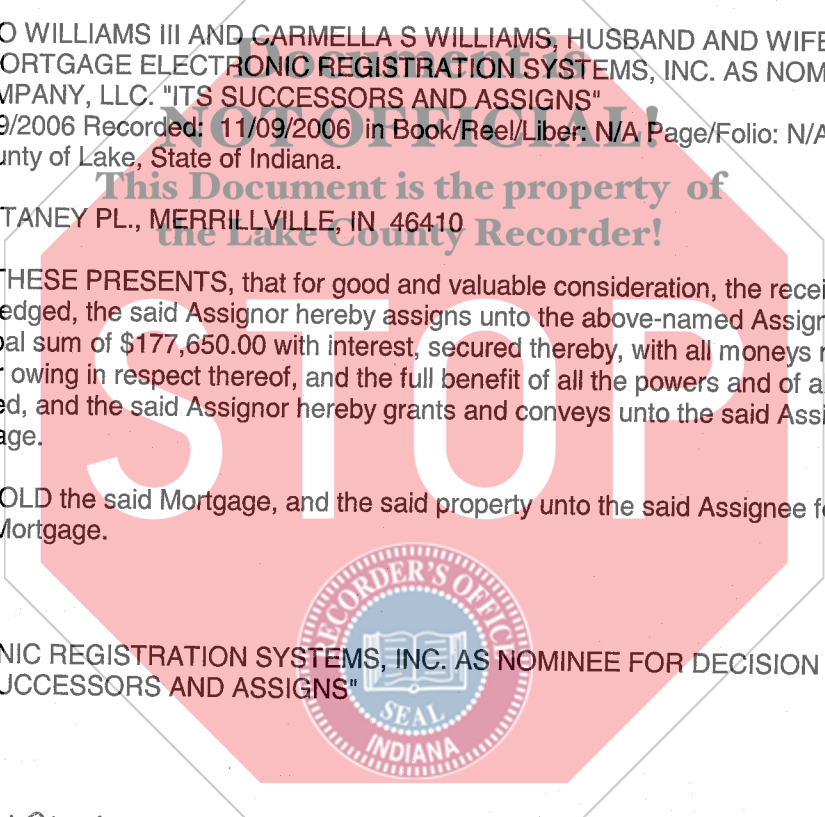 O WILLIAMS III AND CARMELLA S WILLIAMS, HUSBAND AND WIFE
ORTGAGE ELECTRONIC REGISTRATION SYSTEMS, INC. AS NOM
MPANY, LLC. "ITS SUCCESSORS AND ASSIGNS"
9/2006 Recorded: 11/09/2006 in Book/Reel/Liber: N/A Page/Folio: N/A
unty of Lake, State of Indiana.
Document is
NOT OFFICIAL!
This Document is the property of
the Lake County Recorder!
TANEY PL., MERRILLVILLE, IN 46410
THESE PRESENTS, that for good and valuable consideration, the recei
edged, the said Assignor hereby assigns unto the above-named Assign
pal sum of $177,650.00 with interest, secured thereby, with all moneys
r owing in respect thereof, and the full benefit of all the powers and of a
ed, and the said Assignor hereby grants and conveys unto the said Assi
age.
STOP
OLD the said Mortgage, and the said property unto the said Assignee f
Mortgage.
RECORDER'S OFFICE
SEAL
INDIANA
NIC REGISTRATION SYSTEMS, INC. AS NOMINEE FOR DECISION
UCCESSORS AND ASSIGNS"